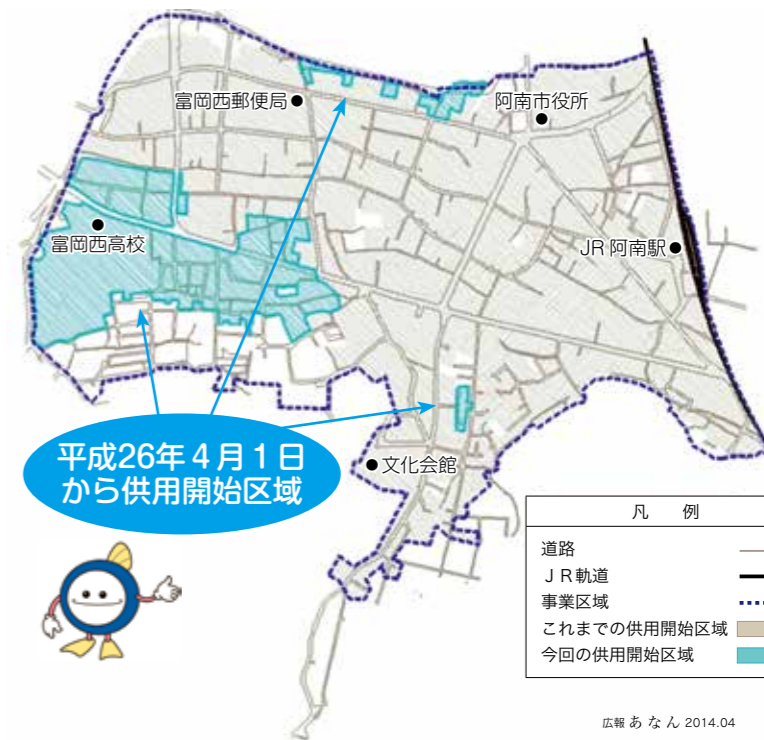 富岡西郵便局
阿南市役所
富岡西高校
JR 阿南駅
平成26年４月１日
から供用開始区域
文化会館
凡 例
道路
ＪＲ軌道
事業区域
これまでの供用開始区域
今回の供用開始区域
広報 あ な ん 2014.04